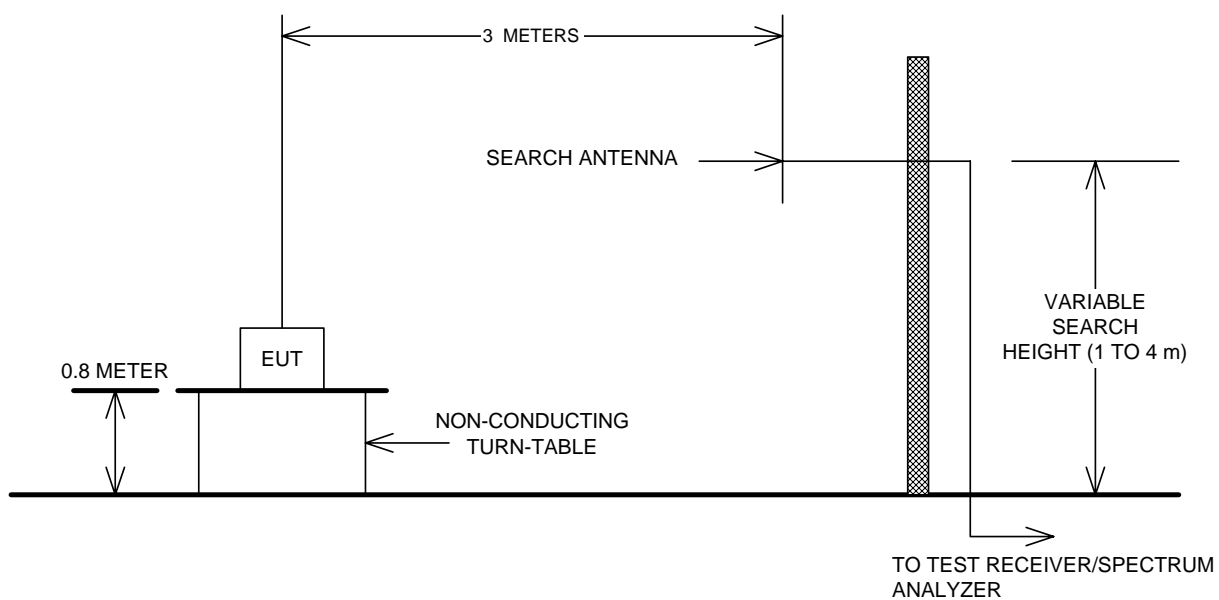 3 METERS
SEARCH ANTENNA
VARIABLE
SEARCH
HEIGHT (1 TO 4 m)
EUT
0.8 METER
NON-CONDUCTING
TURN-TABLE
TO TEST RECEIVER/SPECTRUM
ANALYZER